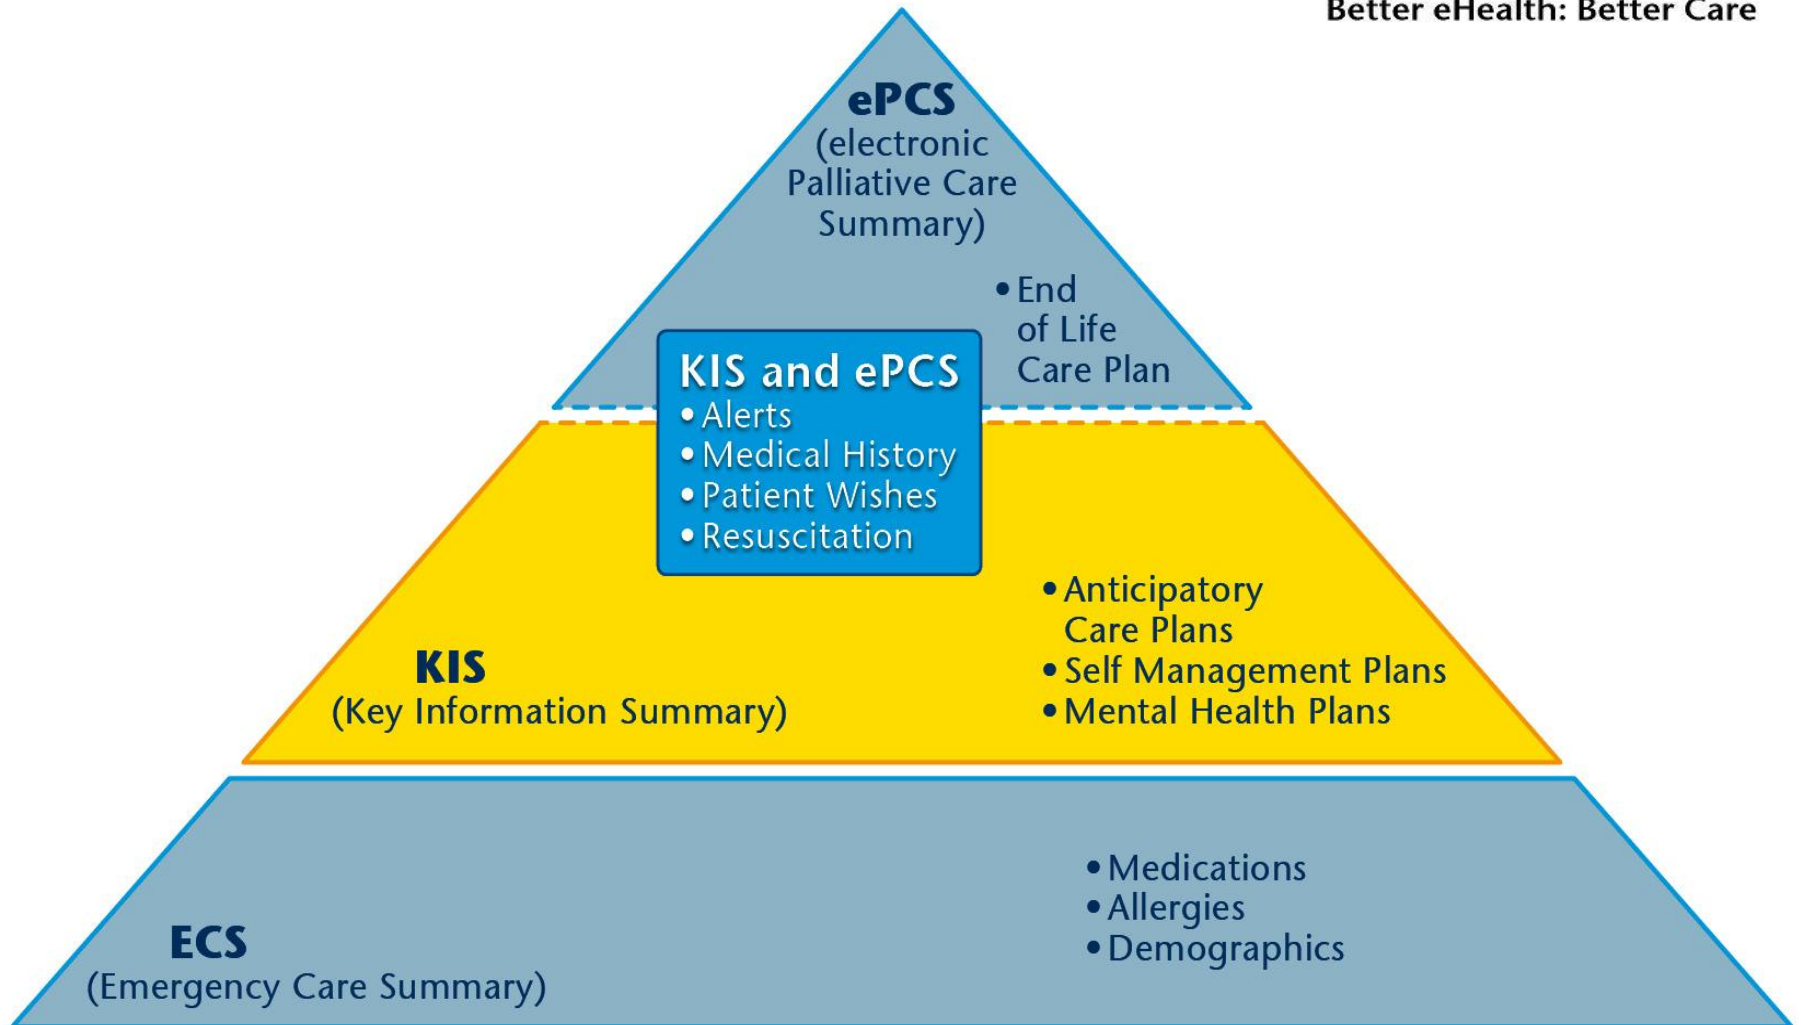 Better eHealth: Better Care
ePCS
(electronic
Palliative Care
Summary)
• End
of Life
Care Plan
KIS and ePCS
• Alerts
• Medical History
• Patient Wishes
• Resuscitation
• Anticipatory
Care Plans
• Self Management Plans
• Mental Health Plans
KIS
(Key Information Summary)
• Medications
• Allergies
• Demographics
ECS
(Emergency Care Summary)